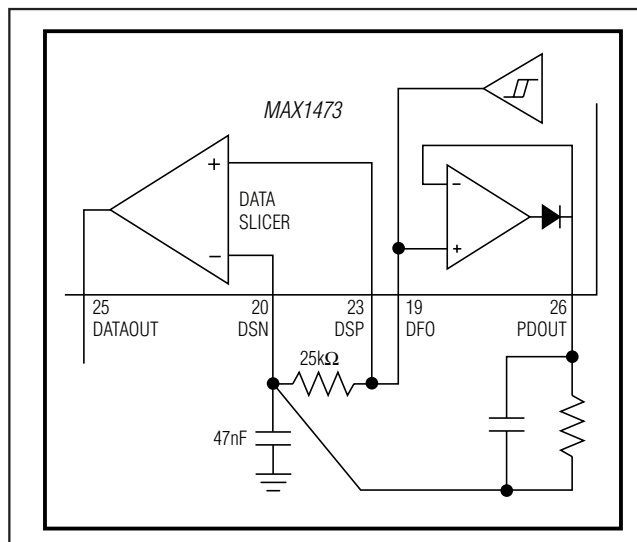 MAX1473
DATA
SLICER
+
−
−
+
25
DATAOUT
20
DSN
23
DSP
19
DFO
26
PDOUT
25kΩ
47nF